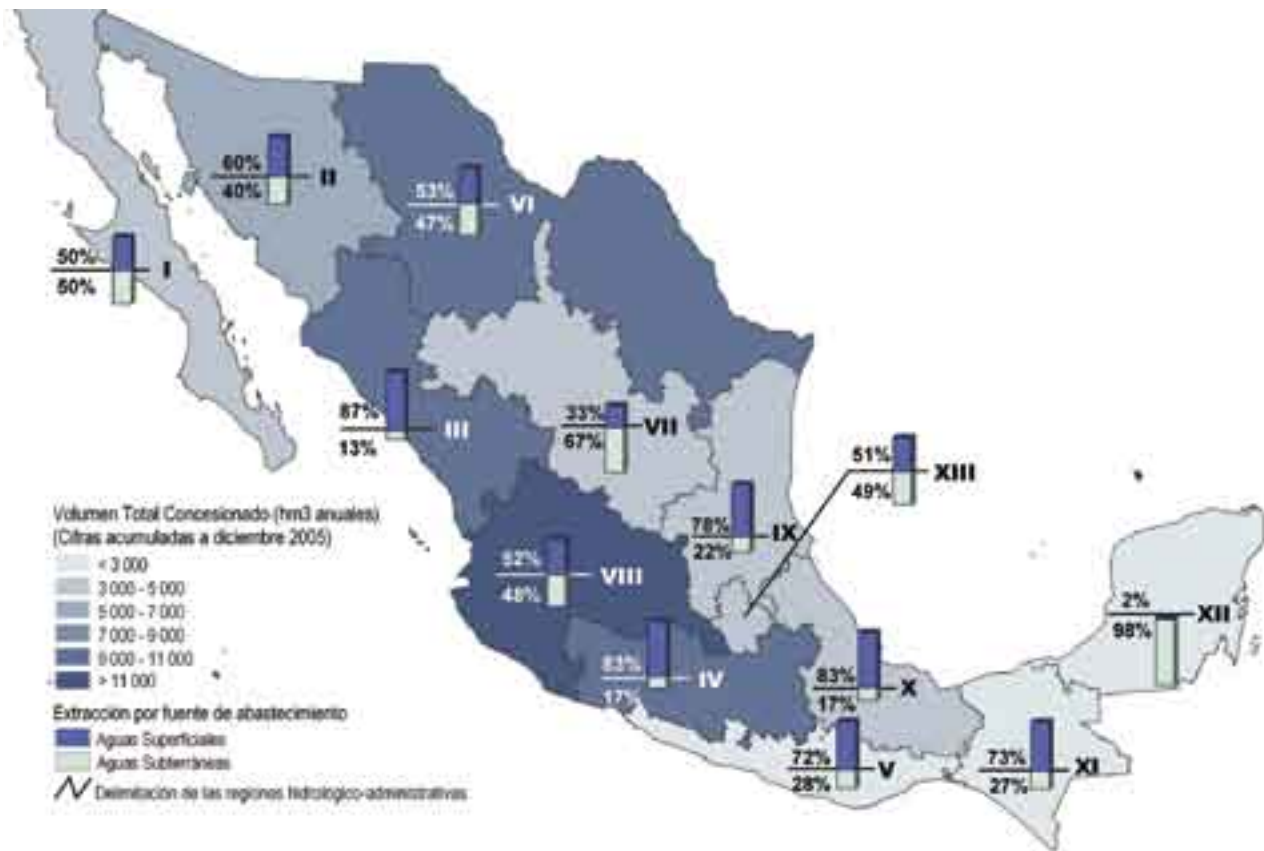 60%
40%
II
53%
47%
VI
50%
50%
I
87%
13%
III
33%
67%
VII
51%
49%
XIII
78%
22%
IX
52%
48%
VIII
2%
98%
XII
83%
17%
IV
83%
17%
X
72%
28%
V
73%
27%
XI
Volumen Total Concesionado (hm3 anuales)
(Cifras acumuladas a diciembre 2005)
< 3 000
3 000 - 5 000
5 000 - 7 000
7 000 - 9 000
9 000 - 11 000
> 11 000
Extracción por fuente de abastecimiento
Aguas Superficiales
Aguas Subterráneas
Delimitación de las regiones hidrológico-administrativas